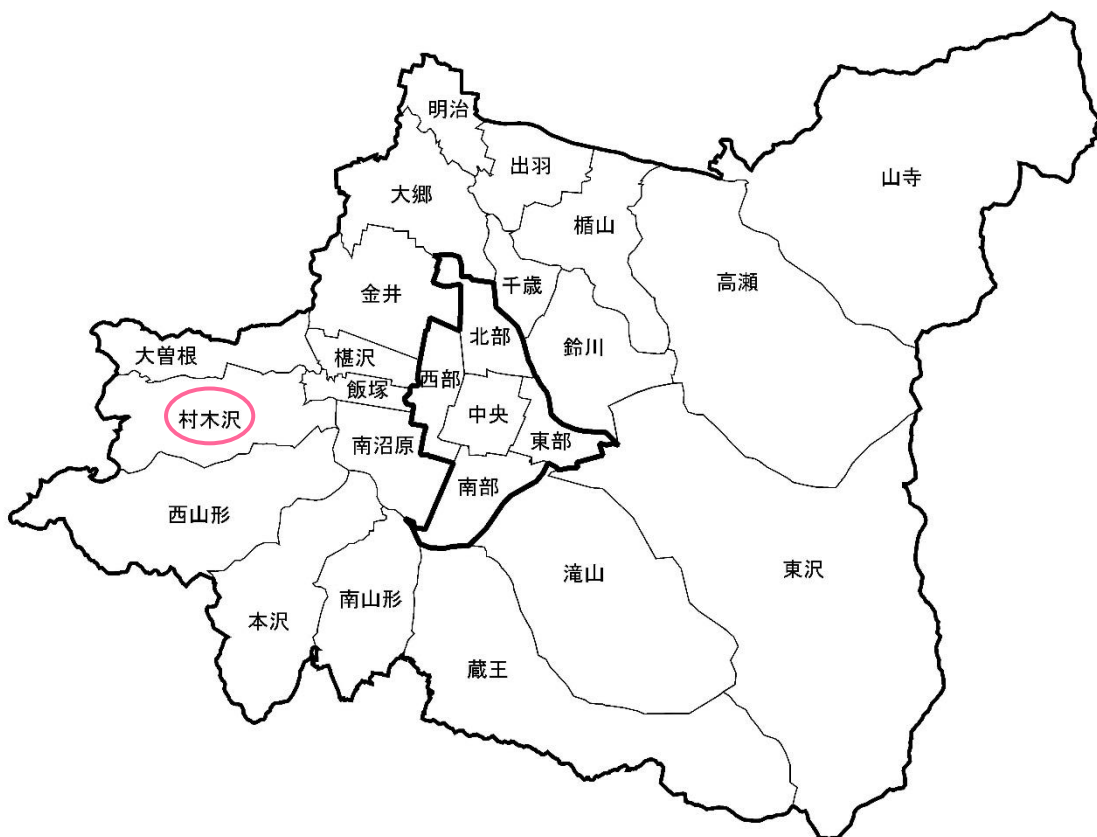 明治
出羽
山寺
大郷
楯山
高瀬
千歳
金井
北部
鈴川
大曽根
椹沢
西部
飯塚
村木沢
中央
東部
南沼原
南部
西山形
滝山
東沢
南山形
本沢
蔵王